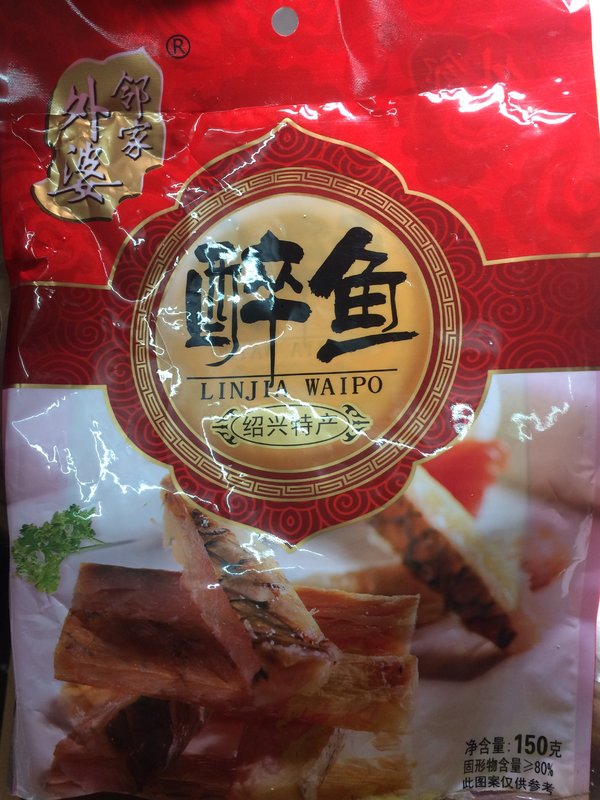 ®
邻家
外婆
醉鱼
LINJIA WAIPO
绍兴特产
净含量:150克
固形物含量≥80%
此图案仅供参考